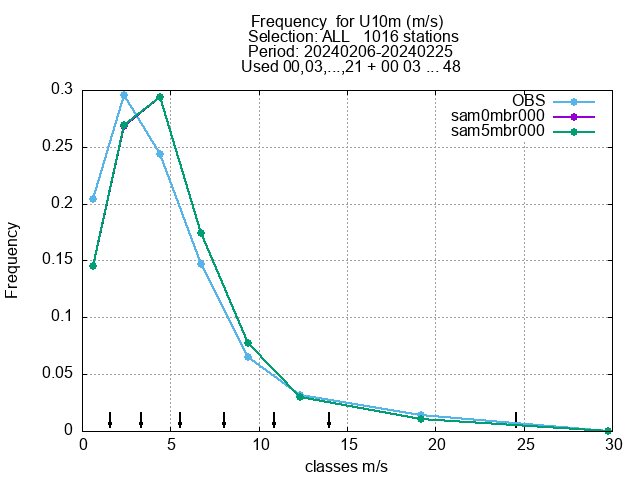 Frequency  for U10m (m/s)
Selection: ALL   1016 stations
Period: 20240206-20240225
Used 00,03,...,21 + 00 03 ... 48
OBS
sam0mbr000
sam5mbr000
0.3
0.25
0.2
0.15
0.1
0.05
0
Frequency
0 5 10 15 20 25 30
classes m/s